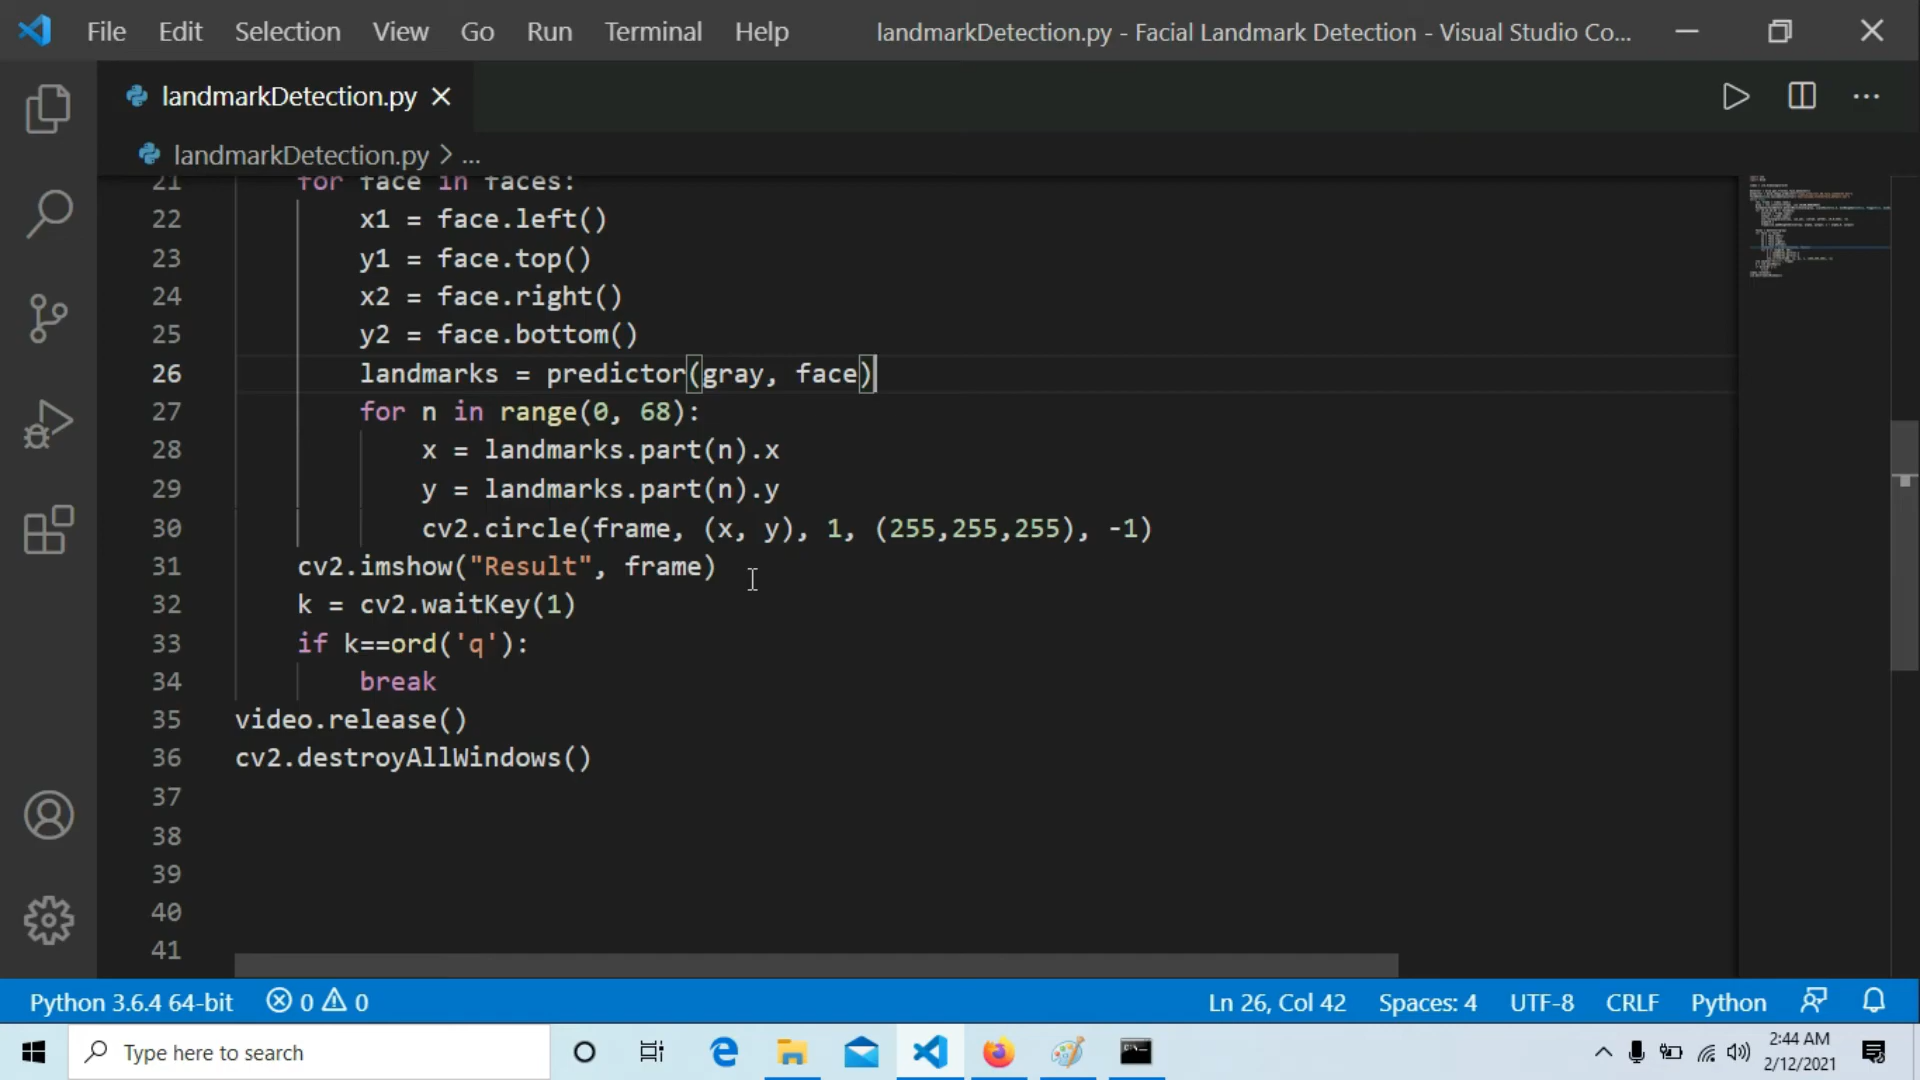 File Edit Selection View Go Run Terminal Help landmarkDetection.py - Facial Landmark Detection - Visual Studio Co...
landmarkDetection.py
landmarkDetection.py > ...
21 for face in faces:
22 x1 = face.left()
23 y1 = face.top()
24 x2 = face.right()
25 y2 = face.bottom()
26 landmarks = predictor(gray, face)
27 for n in range(0, 68):
28 x = landmarks.part(n).x
29 y = landmarks.part(n).y
30 cv2.circle(frame, (x, y), 1, (255,255,255), -1)
31 cv2.imshow("Result", frame)
32 k = cv2.waitKey(1)
33 if k==ord('q'):
34 break
35 video.release()
36 cv2.destroyAllWindows()
37
38
39
40
41
Python 3.6.4 64-bit 0 0 Ln 26, Col 42 Spaces: 4 UTF-8 CRLF Python
Type here to search 2:44 AM
2/12/2021